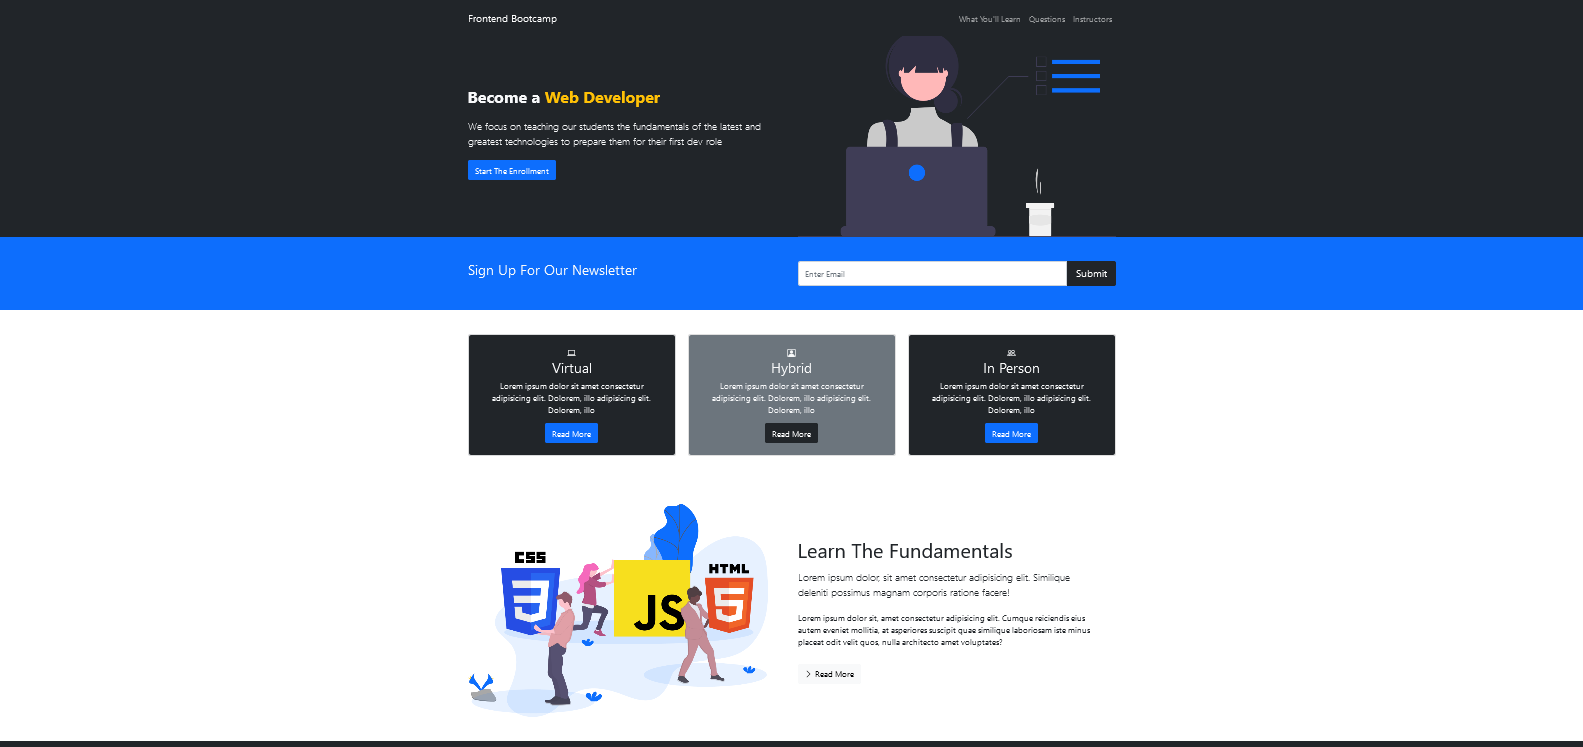 Frontend Bootcamp
What You'll Learn Questions Instructors
Become a Web Developer
We focus on teaching our students the fundamentals of the latest and
greatest technologies to prepare them for their first dev role
Start The Enrollment
Sign Up For Our Newsletter
Enter Email
Submit
Virtual
Lorem ipsum dolor sit amet consectetur
adipisicing elit. Dolorem, illo adipisicing elit.
Dolorem, illo
Read More
Hybrid
Lorem ipsum dolor sit amet consectetur
adipisicing elit. Dolorem, illo adipisicing elit.
Dolorem, illo
Read More
In Person
Lorem ipsum dolor sit amet consectetur
adipisicing elit. Dolorem, illo adipisicing elit.
Dolorem, illo
Read More
CSS
JS
HTML
Learn The Fundamentals
Lorem ipsum dolor, sit amet consectetur adipisicing elit. Similique
deleniti possimus magnam corporis ratione facere!
Lorem ipsum dolor sit, amet consectetur adipisicing elit. Cumque reiciendis eius
autem eveniet mollitia, at asperiores suscipit quae similique laboriosam iste minus
placeat odit velit quos, nulla architecto amet voluptates?
Read More